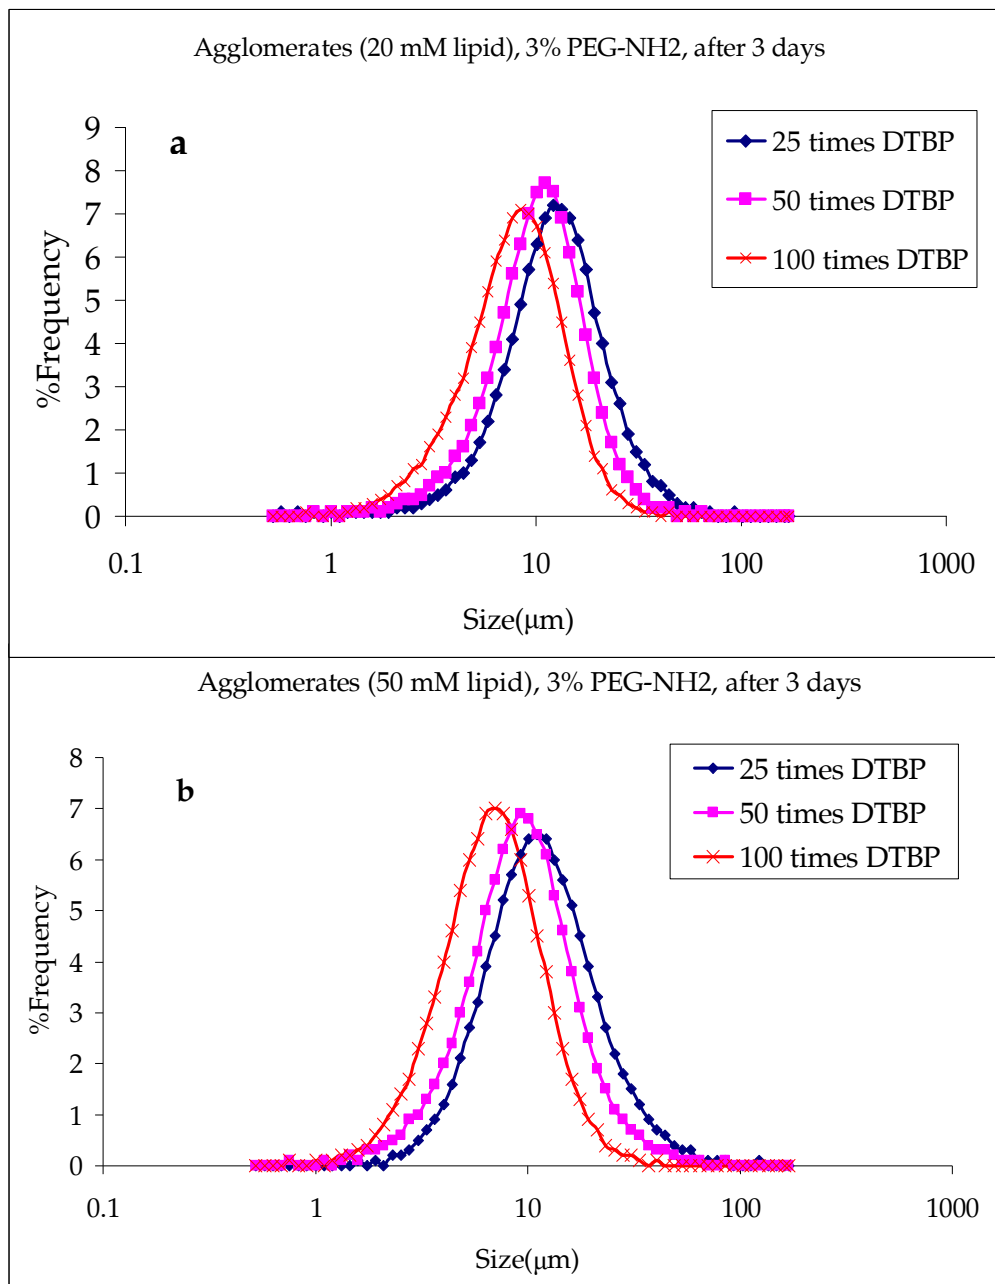 Agglomerates (20 mM lipid), 3% PEG-NH2, after 3 days
a
25 times DTBP
50 times DTBP
100 times DTBP
%Frequency
9
8
7
6
5
4
3
2
1
0
0.1 1 10 100 1000
Size(μm)
Agglomerates (50 mM lipid), 3% PEG-NH2, after 3 days
b
25 times DTBP
50 times DTBP
100 times DTBP
%Frequency
8
7
6
5
4
3
2
1
0
0.1 1 10 100 1000
Size(μm)